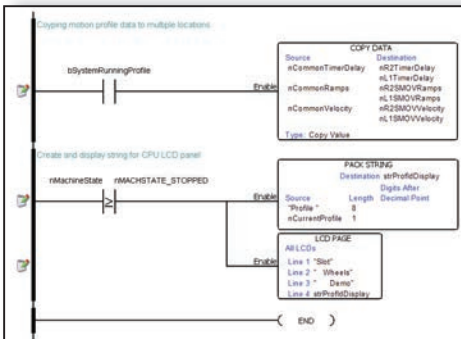 Coyping motion profile data to multiple locations
bSystemRunningProfile
Enable
COPY DATA
Source Destination
nCommonTimerDelay nR2TimerDelay
nL1TimerDelay
nCommonRamps nR2SMOVRamps
nL1SMOVRamps
nCommonVelocity nR2SMOVVelocity
nL1SMOVVelocity
Type: Copy Value
Create and display string for CPU LCD panel
nMachineState nMACHSTATE_STOPPED
≥
Enable
PACK STRING
Destination strProfIdDisplay
Digits After
Source Length Decimal Point
"Profile " 8
nCurrentProfile 1
Enable
LCD PAGE
All LCDs
Line 1 "Slot"
Line 2 " Wheels"
Line 3 " Demo"
Line 4 strProfIdDisplay
END